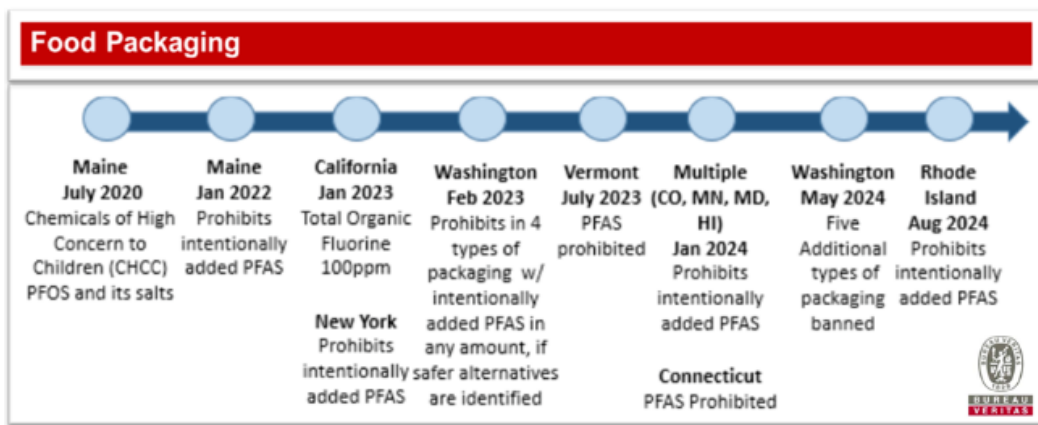 Food Packaging
Maine
July 2020
Chemicals of High
Concern to
Children (CHCC)
PFOS and its salts
Maine
Jan 2022
Prohibits
intentionally
added PFAS
California
Jan 2023
Total Organic
Fluorine
100ppm
New York
Prohibits
intentionally
added PFAS
Washington
Feb 2023
Prohibits in 4
types of
packaging w/
intentionally
added PFAS in
any amount, if
safer alternatives
are identified
Vermont
July 2023
PFAS
prohibited
Multiple
(CO, MN, MD,
HI)
Jan 2024
Prohibits
intentionally
added PFAS
Connecticut
PFAS Prohibited
Washington
May 2024
Five
Additional
types of
packaging
banned
Rhode
Island
Aug 2024
Prohibits
intentionally
added PFAS
BUREAU VERITAS
1828
BUREAU
VERITAS